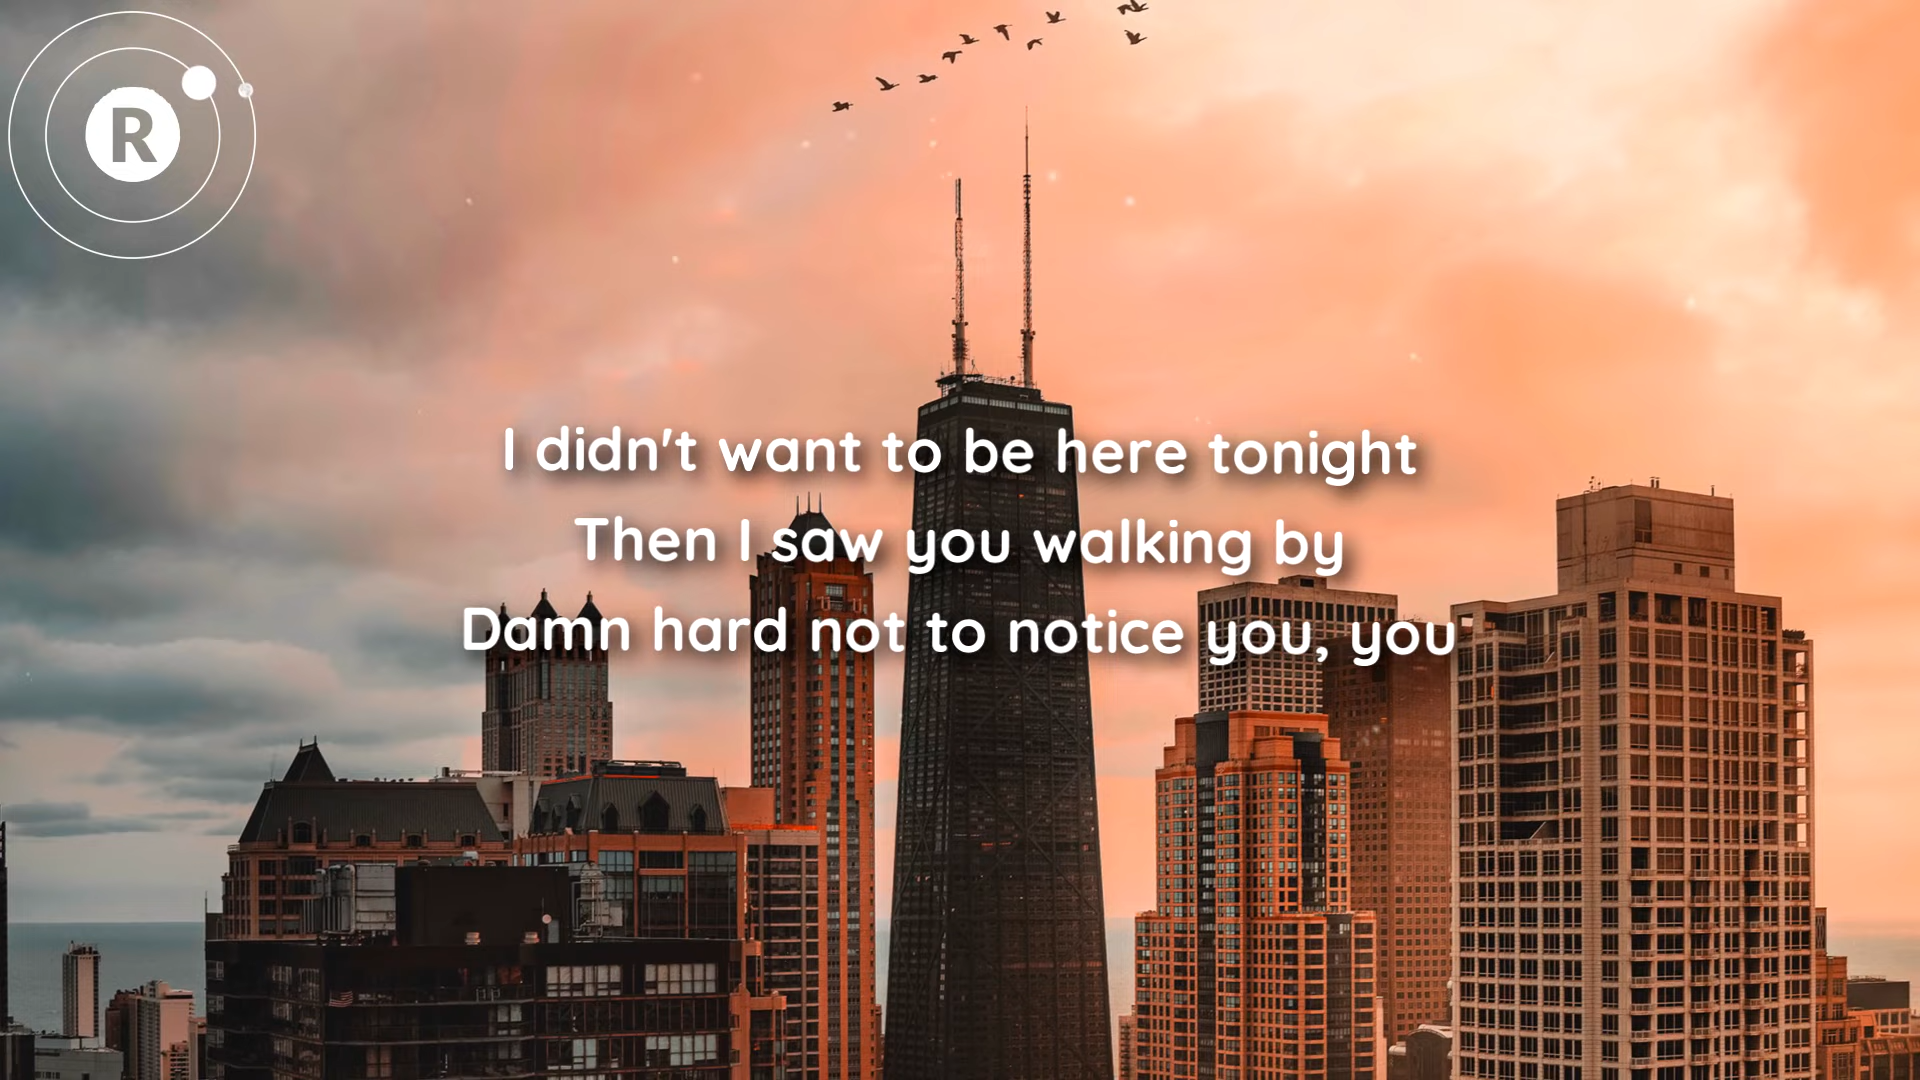 R
I didn't want to be here tonight
Then I saw you walking by
Damn hard not to notice you, you